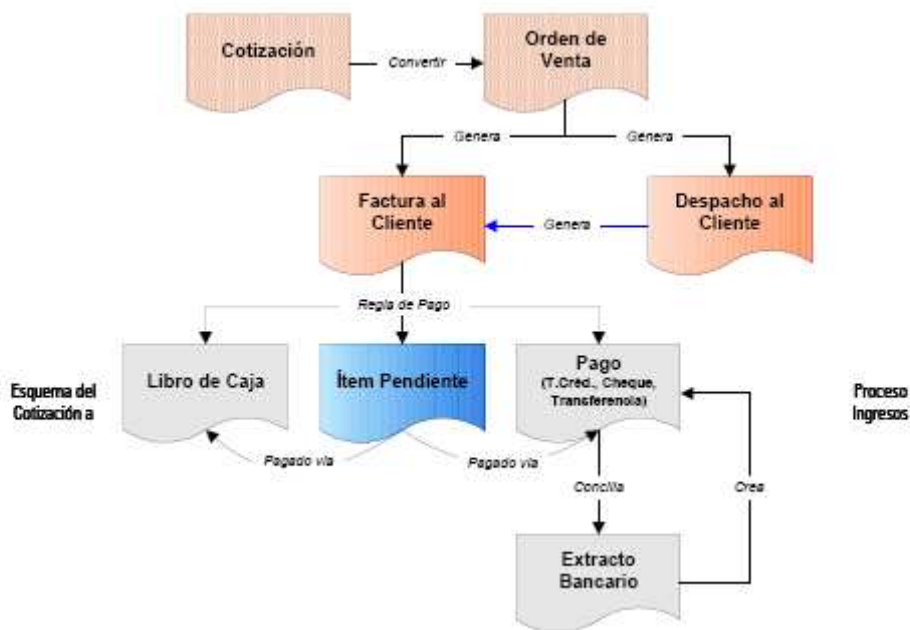 Cotización
Convertir
Orden de
Venta
Genera
Genera
Factura al
Cliente
Genera
Despacho al
Cliente
Regla de Pago
Libro de Caja
Ítem Pendiente
Pago
(T.Créd., Cheque,
Transferencia)
Esquema del
Cotización a
Proceso
Ingresos
Pagado vía
Pagado vía
Concilia
Crea
Extracto
Bancario